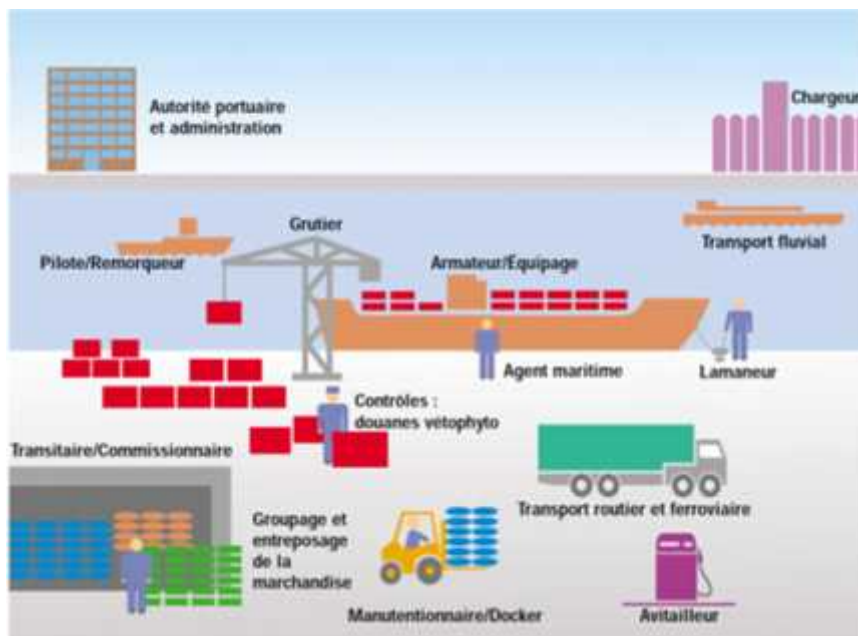 Autorité portuaire
et administration
Chargeur
Grutier
Pilote/Remorqueur
Armateur/Equipage
Transport fluvial
Agent maritime
Lamaneur
Contrôles :
douanes vétophyto
Transitaire/Commissionnaire
Groupage et
entreposage
de la
marchandise
Transport routier et ferroviaire
Manutentionnaire/Docker
Avitailleur